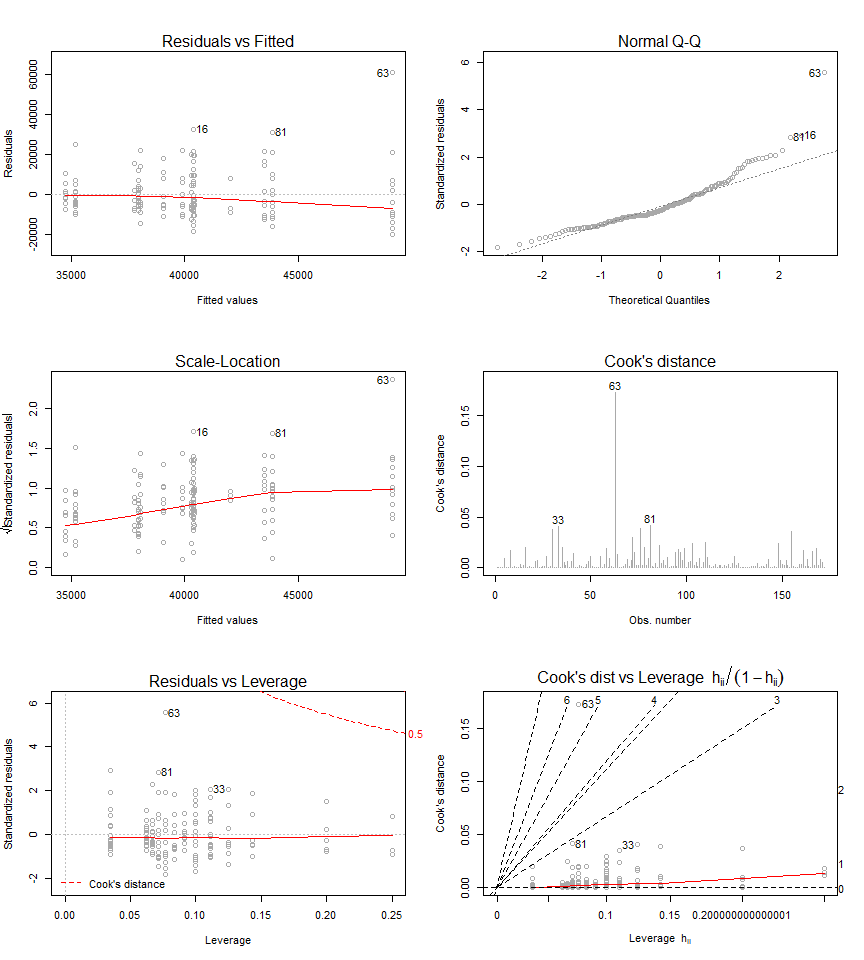 Residuals vs Fitted
Residuals
-20000 0 20000 40000 60000
63
16
81
35000 40000 45000
Fitted values
Normal Q-Q
Standardized residuals
-2 0 2 4 6
63
81
16
-2 -1 0 1 2
Theoretical Quantiles
Scale-Location
√|Standardized residuals|
0.0 0.5 1.0 1.5 2.0
63
16
81
35000 40000 45000
Fitted values
Cook's distance
Cook's distance
0.00 0.05 0.10 0.15
63
33
81
0 50 100 150
Obs. number
Residuals vs Leverage
Standardized residuals
-2 0 2 4 6
63
81
33
0.5
Cook's distance
0.00 0.05 0.10 0.15 0.20 0.25
Leverage
Cook's dist vs Leverage hii/(1 − hii)
Cook's distance
0.00 0.05 0.10 0.15
6
63
5
4
3
2
81
33
1
0
0 0.1 0.15 0.200000000000001
Leverage hii